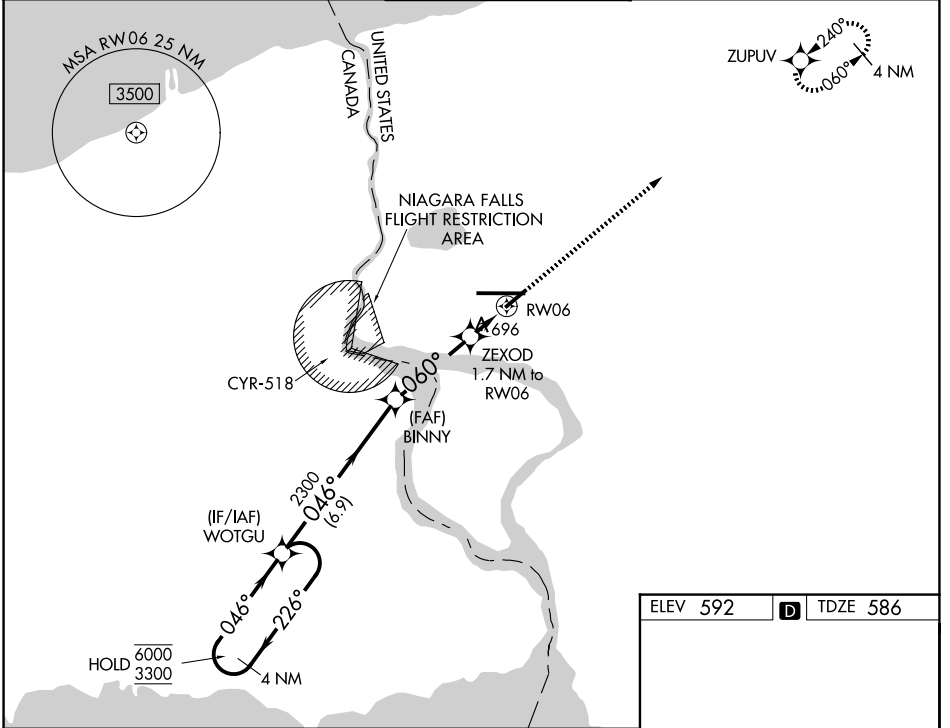 MSA RW06 25 NM
3500
UNITED STATES
CANADA
ZUPUV
240°
060°
4 NM
NIAGARA FALLS
FLIGHT RESTRICTION
AREA
RW06
696
ZEXOD
1.7 NM to
RW06
CYR-518
060°
(FAF)
BINNY
2300
046°
(6.9)
(IF/IAF)
WOTGU
046°
226°
HOLD 6000
3300
4 NM
ELEV 592 D TDZE 586